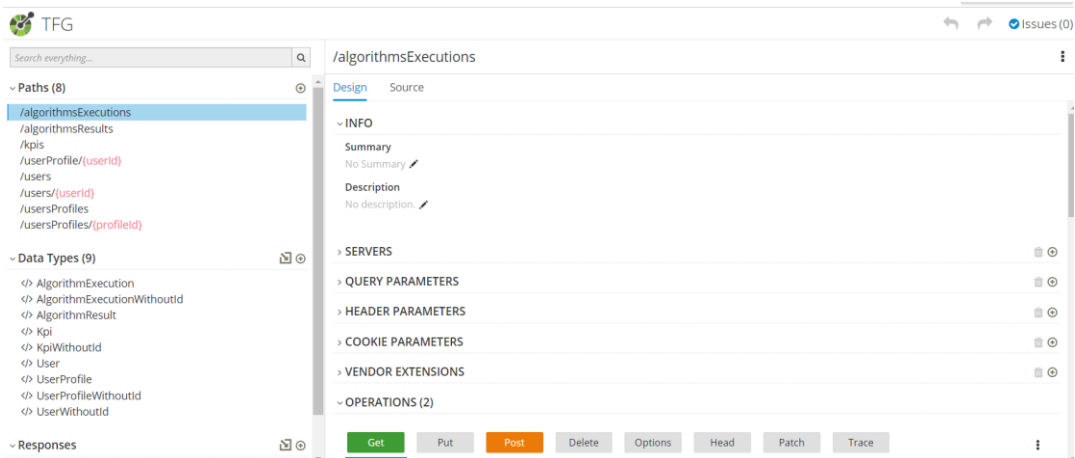 TFG
Issues (0)
Search everything...
Paths (8)
/algorithmsExecutions
/algorithmsResults
/kpis
/userProfile/{userId}
/users
/users/{userId}
/usersProfiles
/usersProfiles/{profileId}
Data Types (9)
</> AlgorithmExecution
</> AlgorithmExecutionWithoutId
</> AlgorithmResult
</> Kpi
</> KpiWithoutId
</> User
</> UserProfile
</> UserProfileWithoutId
</> UserWithoutId
Responses
/algorithmsExecutions
Design Source
INFO
Summary
No Summary
Description
No description.
SERVERS
QUERY PARAMETERS
HEADER PARAMETERS
COOKIE PARAMETERS
VENDOR EXTENSIONS
OPERATIONS (2)
Get Put Post Delete Options Head Patch Trace